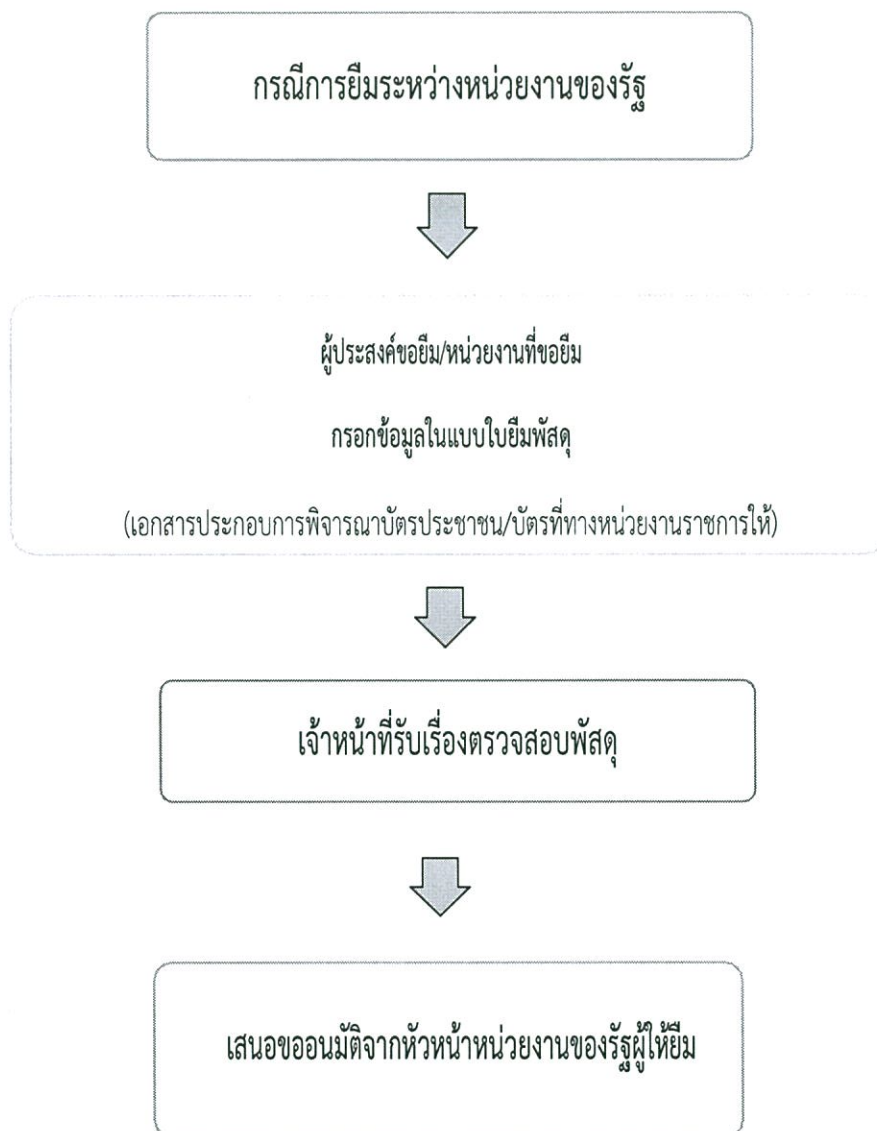 กรณีการยืมระหว่างหน่วยงานของรัฐ
ผู้ประสงค์ขอยืม/หน่วยงานที่ขอยืม
กรอกข้อมูลในแบบใบยืมพัสดุ
(เอกสารประกอบการพิจารณาบัตรประชาชน/บัตรที่ทางหน่วยงานราชการให้)
เจ้าหน้าที่รับเรื่องตรวจสอบพัสดุ
เสนอขออนมัติจากหัวหน้าหน่วยงานของรัฐผู้ให้ยืม